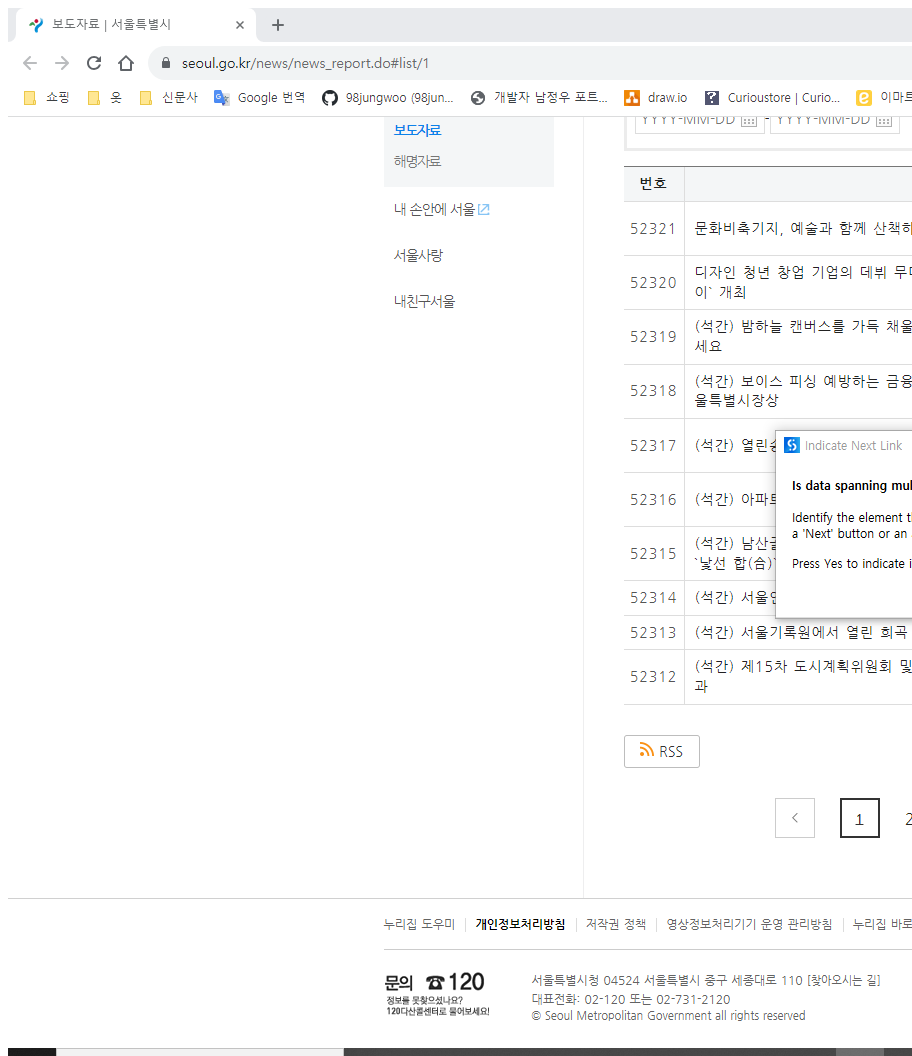 보도자료 | 서울특별시
seoul.go.kr/news/news_report.do#list/1
쇼핑 옷 신문사 Google 번역 98jungwoo (98jun... 개발자 남정우 포트... draw.io Curioustore | Curio... 이마트
보도자료
해명자료
내 손안에 서울
서울사랑
내친구서울
YYYY-MM-DD - YYYY-MM-DD
번호
52321 문화비축기지, 예술과 함께 산책하
52320 디자인 청년 창업 기업의 데뷔 무대
이` 개최
52319 (석간) 밤하늘 캔버스를 가득 채울
세요
52318 (석간) 보이스 피싱 예방하는 금융
울특별시장상
52317 (석간) 열린송
52316 (석간) 아파트
52315 (석간) 남산골
`낯선 합(合)`
52314 (석간) 서울인
52313 (석간) 서울기록원에서 열린 희곡
52312 (석간) 제15차 도시계획위원회 및
과
Indicate Next Link
Is data spanning mul
Identify the element t
a 'Next' button or an
Press Yes to indicate i
RSS
< 1 2
누리집 도우미 개인정보처리방침 저작권 정책 영상정보처리기기 운영 관리방침 누리집 바로
문의 ☎120
정보를 못찾으셨나요?
120다산콜센터로 물어보세요!
서울특별시청 04524 서울특별시 중구 세종대로 110 [찾아오시는 길]
대표전화: 02-120 또는 02-731-2120
© Seoul Metropolitan Government all rights reserved